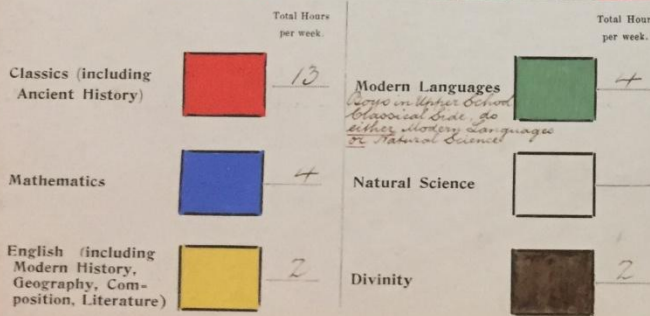 Total Hours
per week.
Classics (including
Ancient History)
13
Mathematics
4
English (including
Modern History,
Geography, Com-
position, Literature)
2
Total Hour
per week.
Modern Languages
4
Boys in Upper School
Classical Side, do
either Modern Languages
or Natural Science
Natural Science
Divinity
2